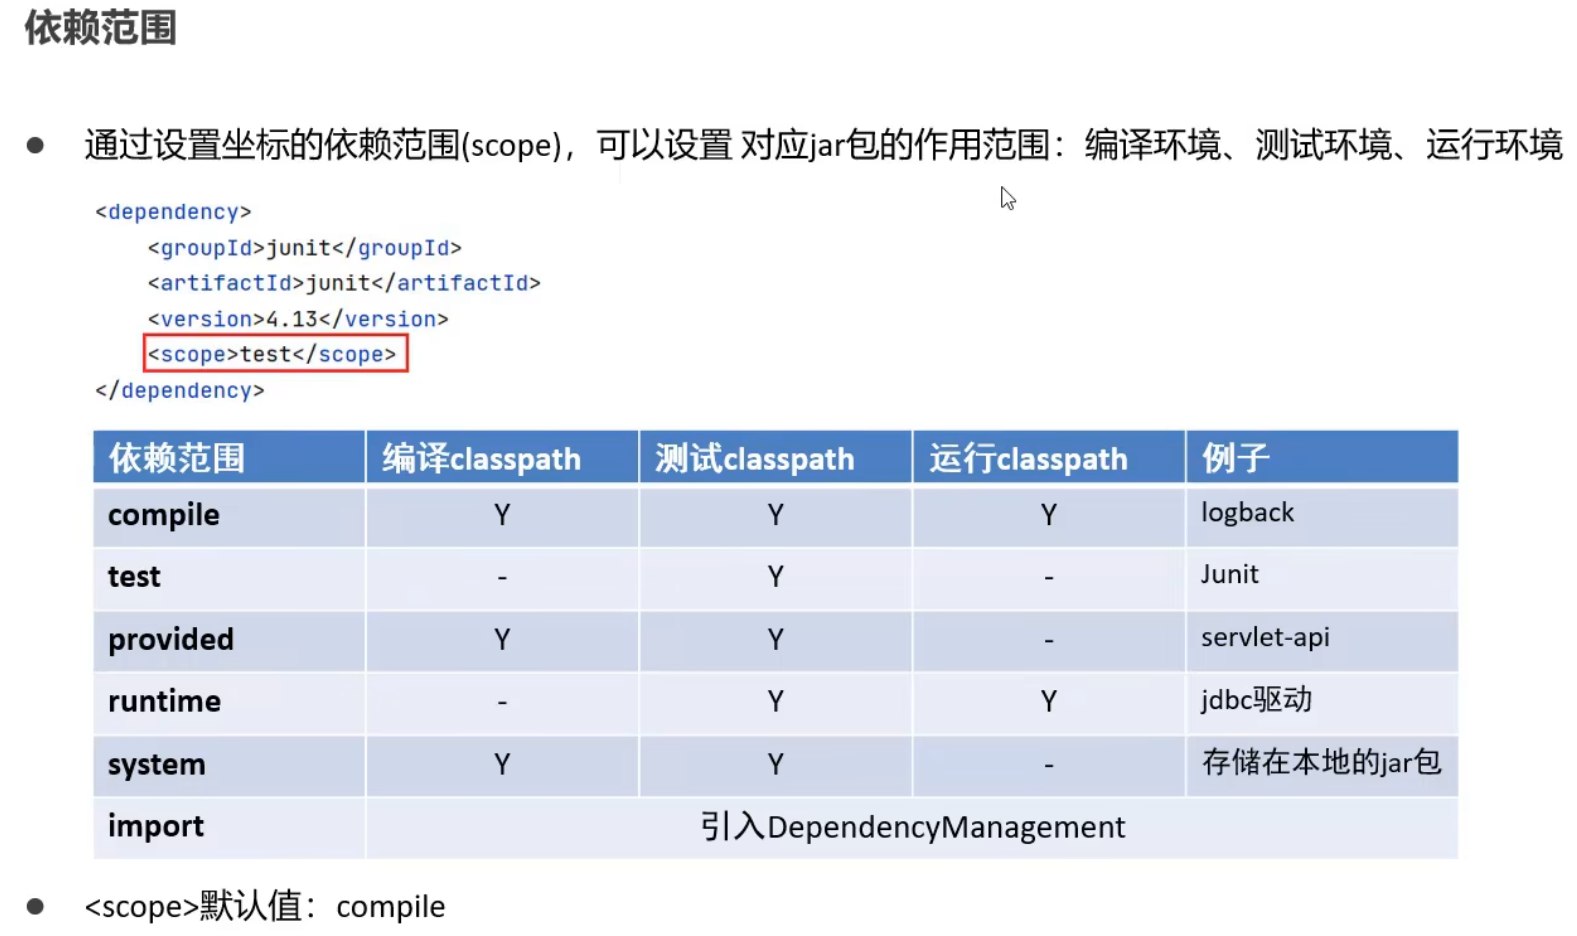 依赖范围
通过设置坐标的依赖范围(scope)，可以设置 对应jar包的作用范围：编译环境、测试环境、运行环境
<dependency>
<groupId>junit</groupId>
<artifactId>junit</artifactId>
<version>4.13</version>
<scope>test</scope>
</dependency>
依赖范围 编译classpath 测试classpath 运行classpath 例子
compile Y Y Y logback
test - Y - Junit
provided Y Y - servlet-api
runtime - Y Y jdbc驱动
system Y Y - 存储在本地的jar包
import 引入DependencyManagement
<scope>默认值：compile